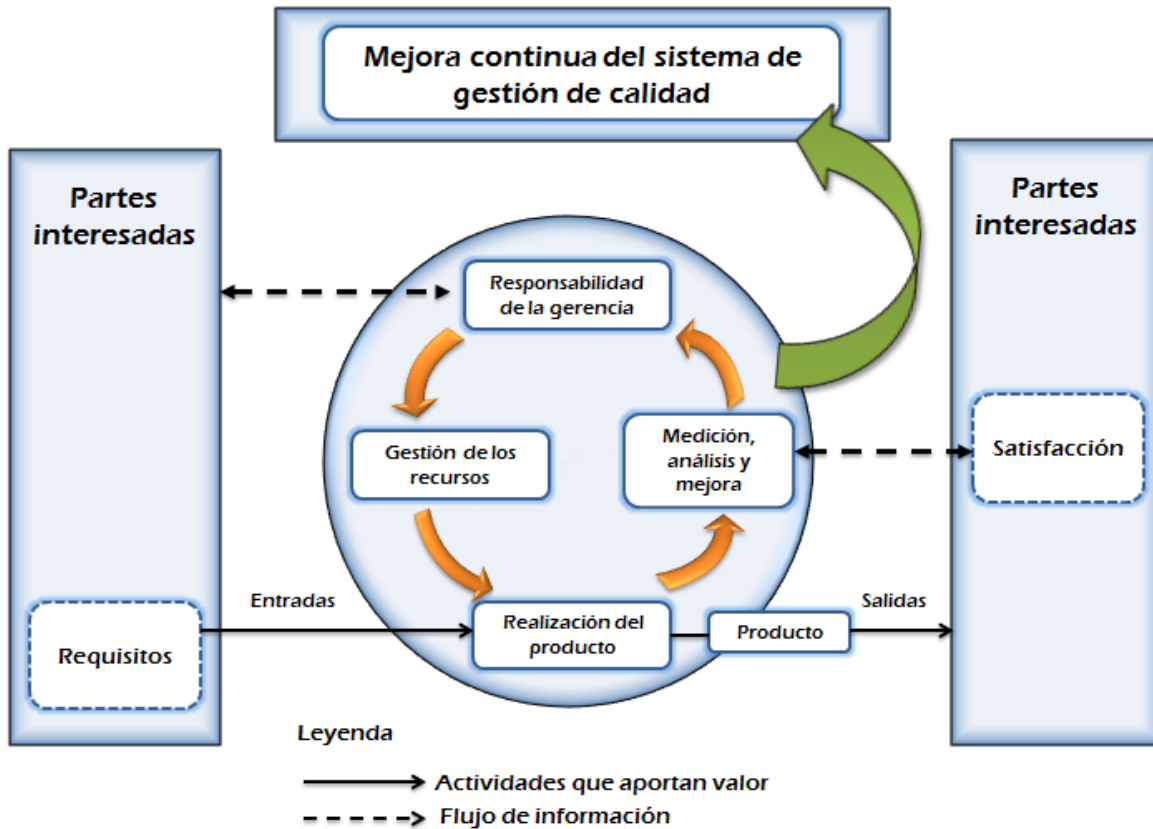 Mejora continua del sistema de
gestión de calidad
Partes
interesadas
Partes
interesadas
Responsabilidad
de la gerencia
Gestión de los
recursos
Medición,
análisis y
mejora
Satisfacción
Entradas
Realización del
producto
Producto
Salidas
Requisitos
Leyenda
Actividades que aportan valor
Flujo de información